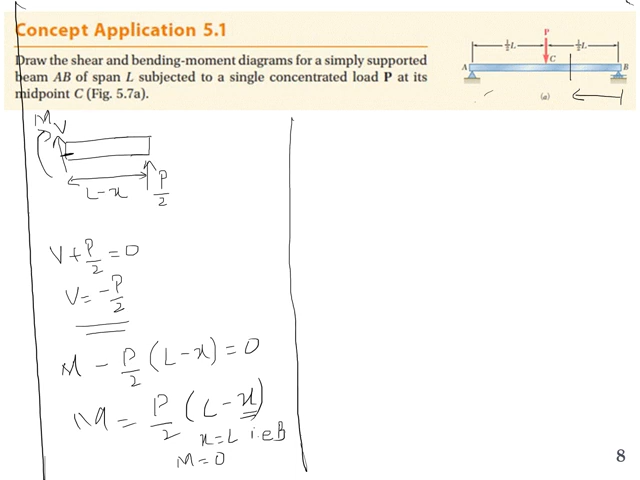 Concept Application 5.1
Draw the shear and bending-moment diagrams for a simply supported
beam AB of span L subjected to a single concentrated load P at its
midpoint C (Fig. 5.7a).
P
½L ½L
A C B
(a)
M V
L-x
P/2
V + P/2 = 0
V = -P/2
M - P/2 (L-x) = 0
M = P/2 (L-x)
x=L i.e B
M=0
8